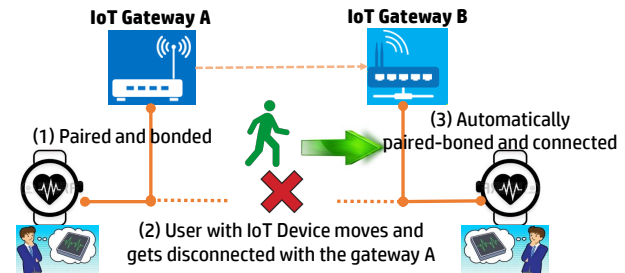 IoT Gateway A
IoT Gateway B
(1) Paired and bonded
(3) Automatically
paired-boned and connected
(2) User with IoT Device moves and
gets disconnected with the gateway A